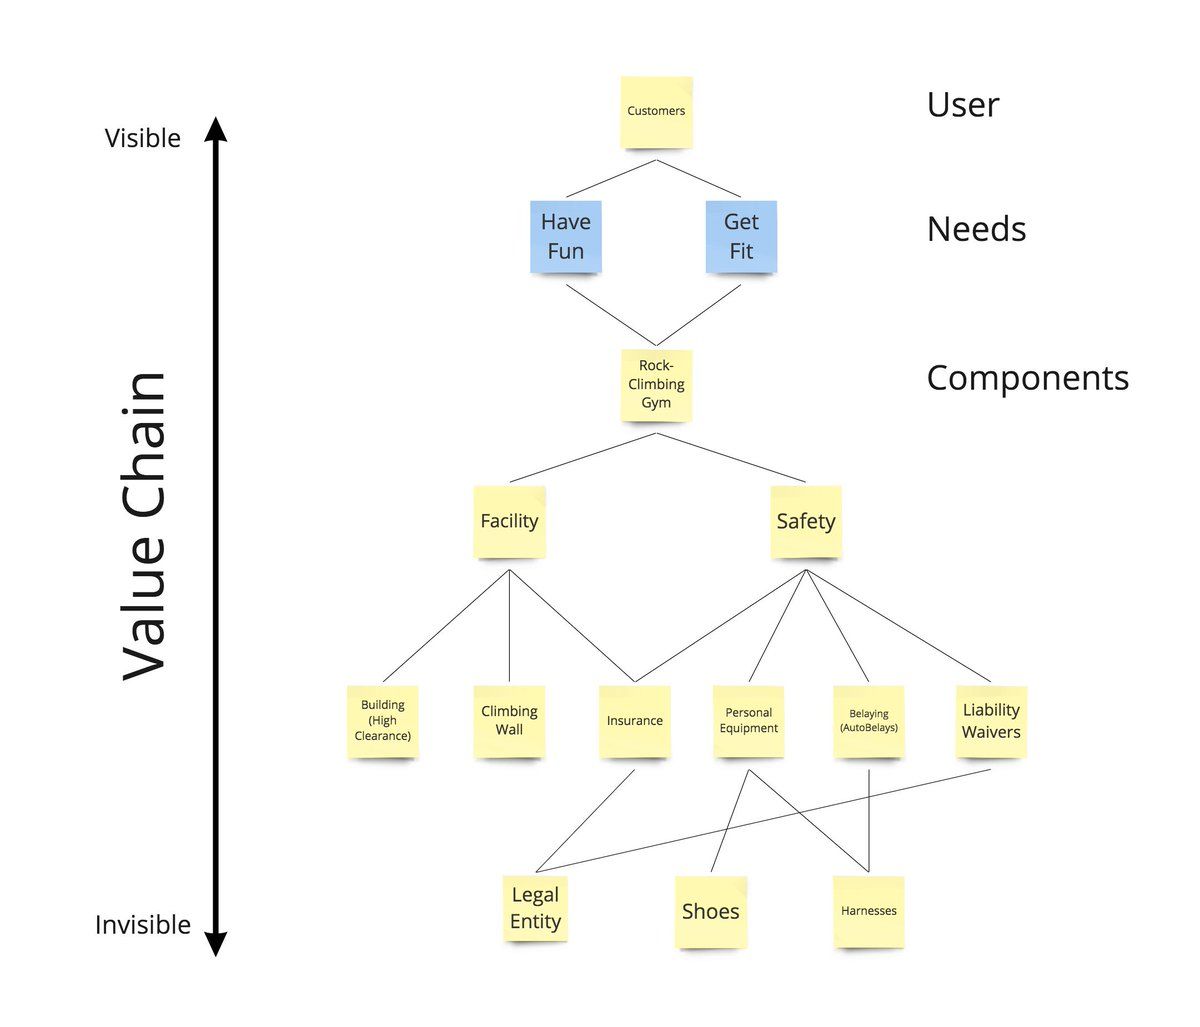 Customers
User
Visible
Have
Fun
Get
Fit
Needs
Rock-
Climbing
Gym
Components
Value Chain
Facility
Safety
Building
(High
Clearance)
Climbing
Wall
Insurance
Personal
Equipment
Belaying
(AutoBelays)
Liability
Waivers
Legal
Entity
Shoes
Harnesses
Invisible